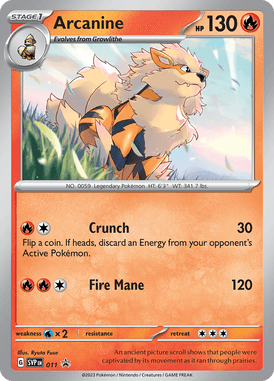 STAGE 1 Arcanine HP 130
Evolves from Growlithe
NO. 0059 Legendary Pokémon HT: 6'3" WT: 341.7 lbs.
Crunch 30
Flip a coin. If heads, discard an Energy from your opponent's
Active Pokémon.
Fire Mane 120
weakness ×2 resistance retreat
Illus. Ryuta Fuse
G SVP EN 011
An ancient picture scroll shows that people were
captivated by its movement as it ran through prairies.
©2023 Pokémon / Nintendo / Creatures / GAME FREAK